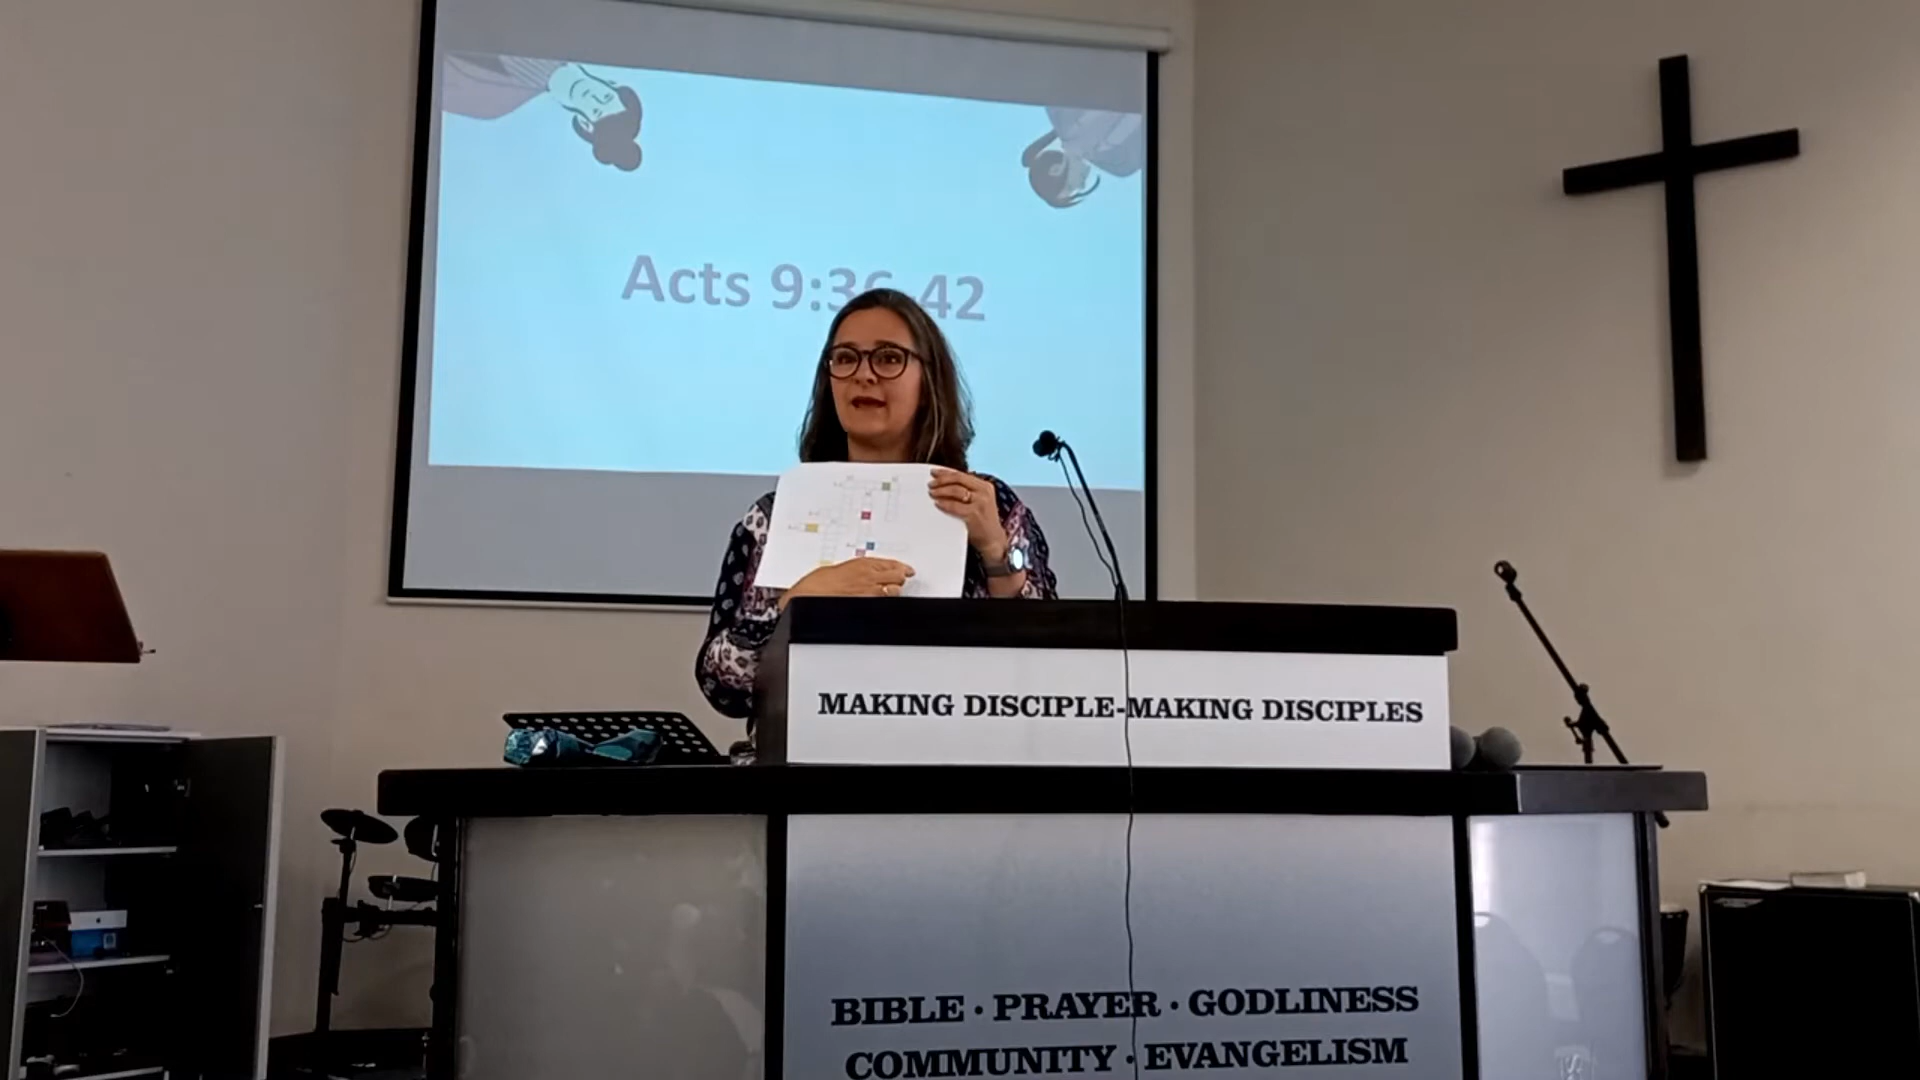 Acts 9:36-42
MAKING DISCIPLE-MAKING DISCIPLES
BIBLE · PRAYER · GODLINESS
COMMUNITY · EVANGELISM